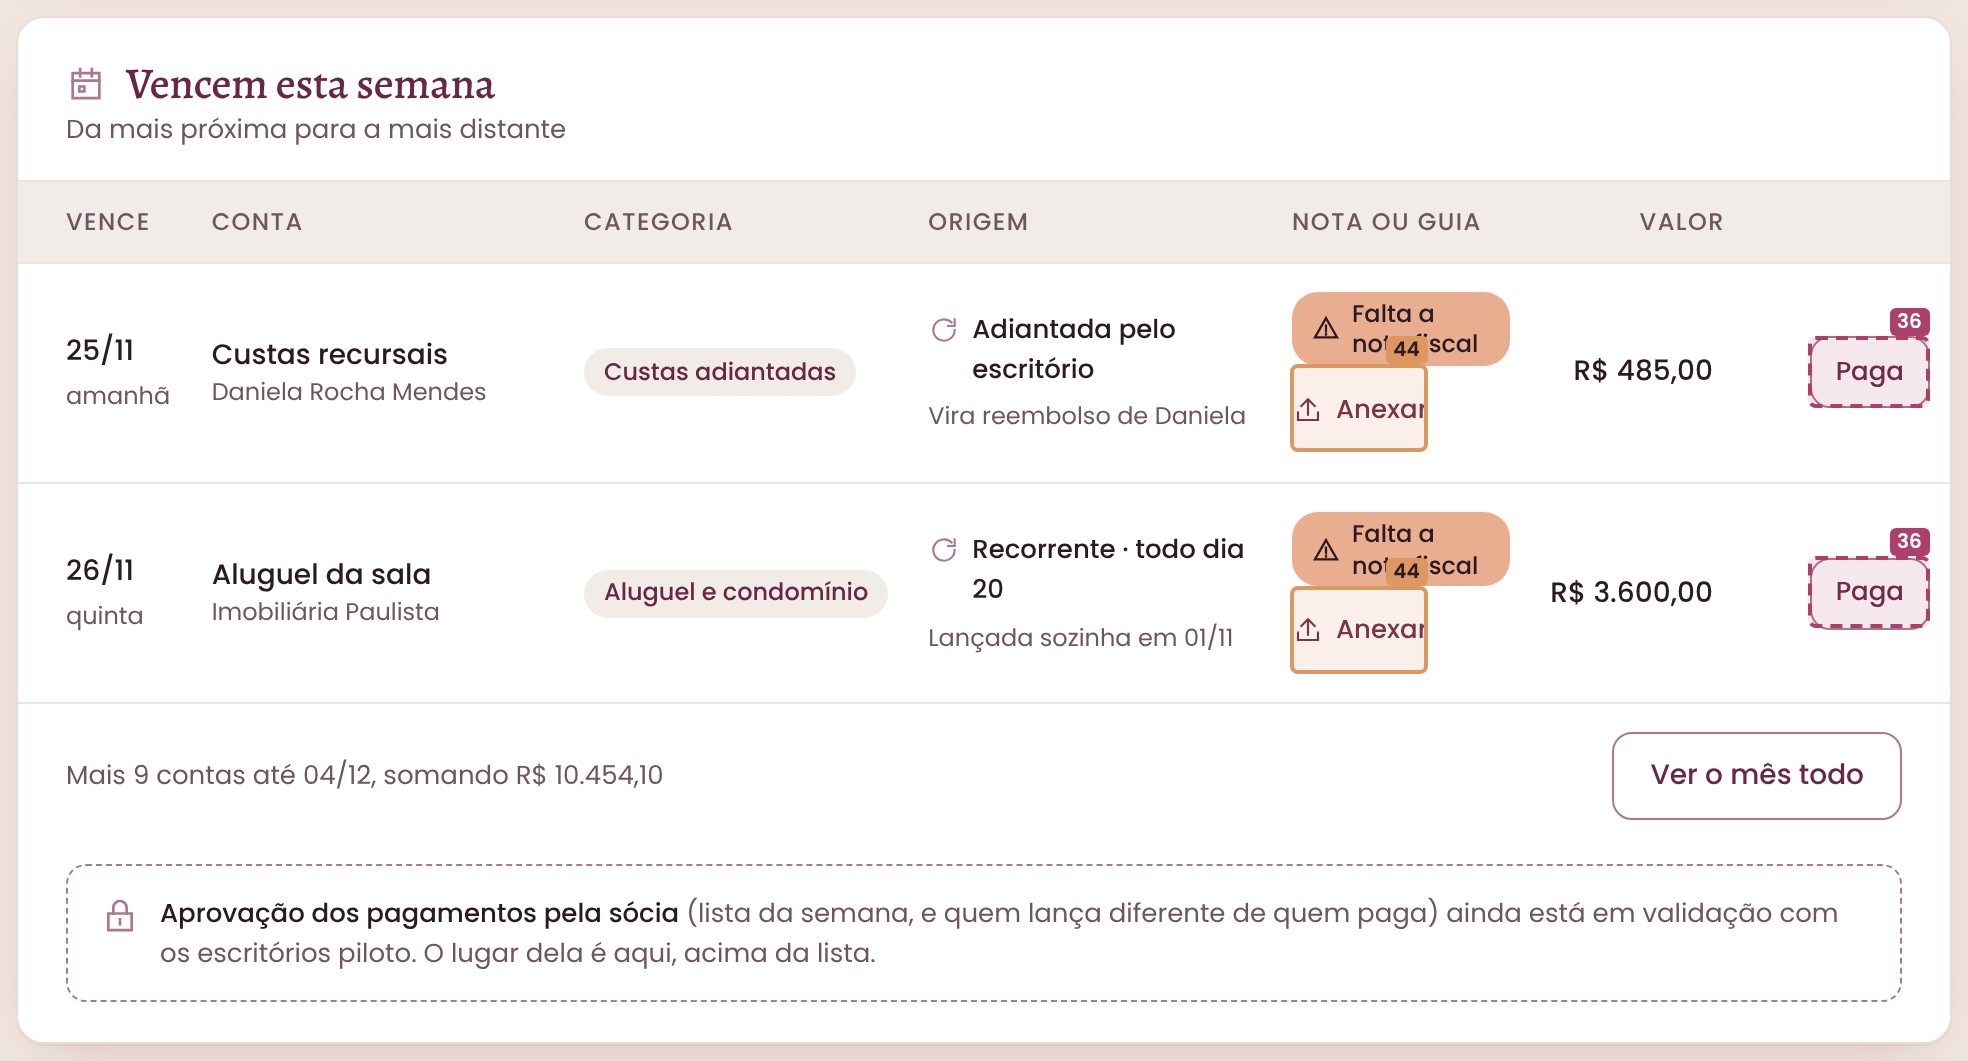 Vencem esta semana
Da mais próxima para a mais distante
VENCE CONTA CATEGORIA ORIGEM NOTA OU GUIA VALOR
25/11
amanhã
Custas recursais
Daniela Rocha Mendes
Custas adiantadas
Adiantada pelo
escritório
Vira reembolso de Daniela
Falta a
fiscal
44
Anexar
R$ 485,00
36
Paga
26/11
quinta
Aluguel da sala
Imobiliária Paulista
Aluguel e condomínio
Recorrente · todo dia
20
Lançada sozinha em 01/11
Falta a
fiscal
44
Anexar
R$ 3.600,00
36
Paga
Mais 9 contas até 04/12, somando R$ 10.454,10
Ver o mês todo
Aprovação dos pagamentos pela sócia (lista da semana, e quem lança diferente de quem paga) ainda está em validação com
os escritórios piloto. O lugar dela é aqui, acima da lista.